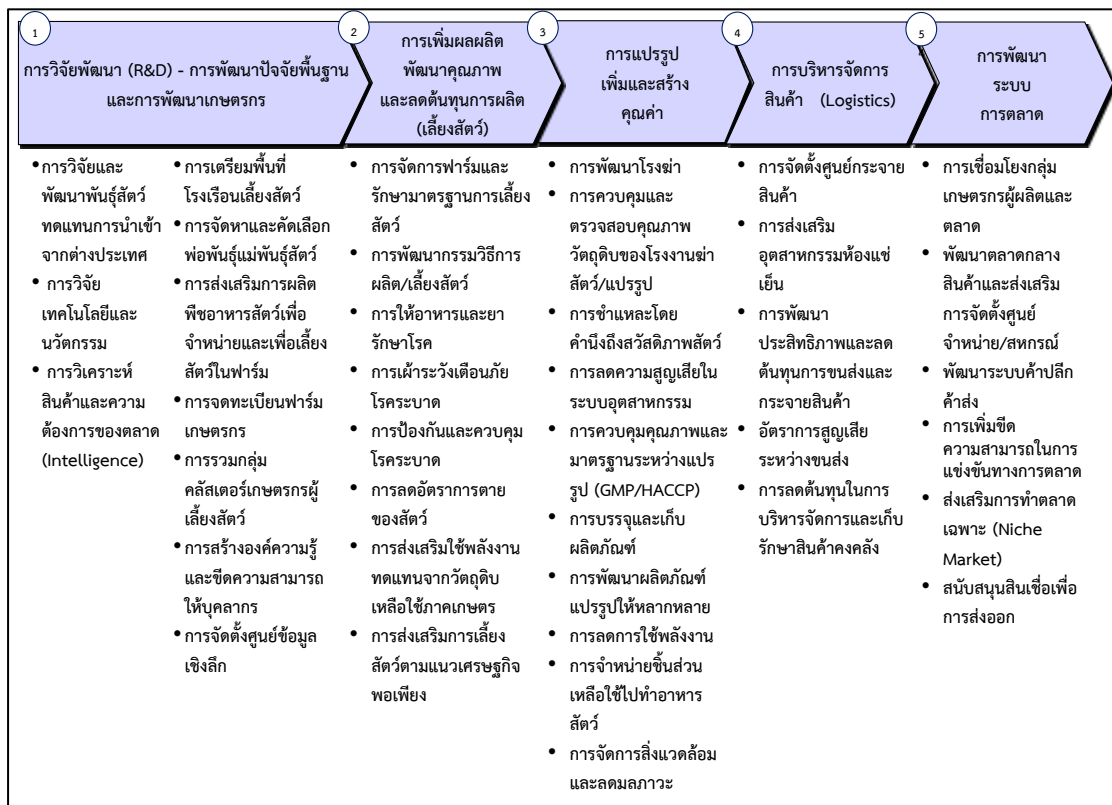 1
การวิจัยพัฒนา (R&D) - การพัฒนาปัจจัยพื้นฐาน
และการพัฒนาเกษตรกร
2
การเพิ่มผลผลิต
พัฒนาคุณภาพ
และลดต้นทุนการผลิต
(เลี้ยงสัตว์)
3
การแปรรูป
เพิ่มและสร้าง
คุณค่า
4
การบริหารจัดการ
สินค้า (Logistics)
5
การพัฒนา
ระบบ
การตลาด
• การวิจัยและ
พัฒนาพันธุ์สัตว์
ทดแทนการนำเข้า
จากต่างประเทศ
• การวิจัย
เทคโนโลยีและ
นวัตกรรม
• การวิเคราะห์
สินค้าและความ
ต้องการของตลาด
(Intelligence)
• การเตรียมพื้นที่
โรงเรือนเลี้ยงสัตว์
• การจัดหาและคัดเลือก
พ่อพันธุ์แม่พันธุ์สัตว์
• การส่งเสริมการผลิต
พืชอาหารสัตว์เพื่อ
จำหน่ายและเพื่อเลี้ยง
สัตว์ในฟาร์ม
• การจดทะเบียนฟาร์ม
เกษตรกร
• การรวมกลุ่ม
คลัสเตอร์เกษตรกรผู้
เลี้ยงสัตว์
• การสร้างองค์ความรู้
และขีดความสามารถ
ให้บุคลากร
• การจัดตั้งศูนย์ข้อมูล
เชิงลึก
• การจัดการฟาร์มและ
รักษามาตรฐานการเลี้ยง
สัตว์
• การพัฒนากรรมวิธีการ
ผลิต/เลี้ยงสัตว์
• การให้อาหารและยา
รักษาโรค
• การเฝ้าระวังเตือนภัย
โรคระบาด
• การป้องกันและควบคุม
โรคระบาด
• การลดอัตราการตาย
ของสัตว์
• การส่งเสริมใช้พลังงาน
ทดแทนจากวัตถุดิบ
เหลือใช้ภาคเกษตร
• การส่งเสริมการเลี้ยง
สัตว์ตามแนวเศรษฐกิจ
พอเพียง
• การพัฒนาโรงฆ่า
• การควบคุมและ
ตรวจสอบคุณภาพ
วัตถุดิบของโรงงานฆ่า
สัตว์/แปรรูป
• การชำแหละโดย
คำนึงถึงสวัสดิภาพสัตว์
• การลดความสูญเสียใน
ระบบอุตสาหกรรม
• การควบคุมคุณภาพและ
มาตรฐานระหว่างแปร
รูป (GMP/HACCP)
• การบรรจุและเก็บ
ผลิตภัณฑ์
• การพัฒนาผลิตภัณฑ์
แปรรูปให้หลากหลาย
• การลดการใช้พลังงาน
• การจำหน่ายชิ้นส่วน
เหลือใช้ไปทำอาหาร
สัตว์
• การจัดการสิ่งแวดล้อม
และลดมลภาวะ
• การจัดตั้งศูนย์กระจาย
สินค้า
• การส่งเสริม
อุตสาหกรรมห้องแช่
เย็น
• การพัฒนา
ประสิทธิภาพและลด
ต้นทุนการขนส่งและ
กระจายสินค้า
• อัตราการสูญเสีย
ระหว่างขนส่ง
• การลดต้นทุนในการ
บริหารจัดการและเก็บ
รักษาสินค้าคงคลัง
• การเชื่อมโยงกลุ่ม
เกษตรกรผู้ผลิตและ
ตลาด
• พัฒนาตลาดกลาง
สินค้าและส่งเสริม
การจัดตั้งศูนย์
จำหน่าย/สหกรณ์
• พัฒนาระบบค้าปลีก
ค้าส่ง
• การเพิ่มขีด
ความสามารถในการ
แข่งขันทางการตลาด
• ส่งเสริมการทำตลาด
เฉพาะ (Niche
Market)
• สนับสนุนสินเชื่อเพื่อ
การส่งออก